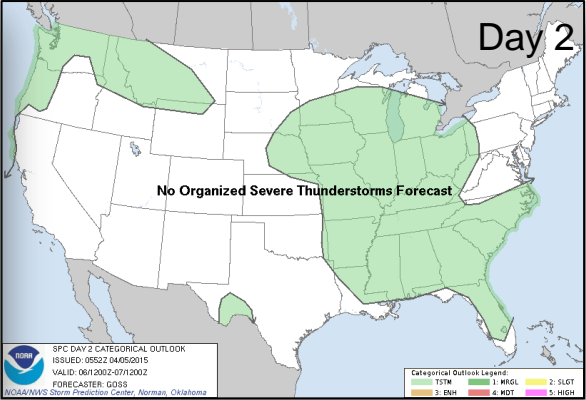 Day 2
No Organized Severe Thunderstorms Forecast
SPC DAY 2 CATEGORICAL OUTLOOK
ISSUED: 0552Z 04/05/2015
VALID: 06/1200Z-07/1200Z
FORECASTER: GOSS
NOAA/NWS Storm Prediction Center, Norman, Oklahoma
NOAA
Categorical Outlook Legend:
TSTM 1: MRGL 2: SLGT
3: ENH 4: MDT 5: HIGH